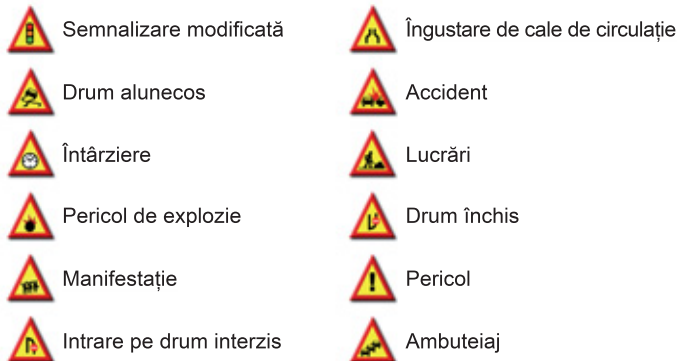 Semnalizare modificată
Îngustare de cale de circulație
Drum alunecos
Accident
Întârziere
Lucrări
Pericol de explozie
Drum închis
Manifestație
Pericol
Intrare pe drum interzis
Ambuteiaj